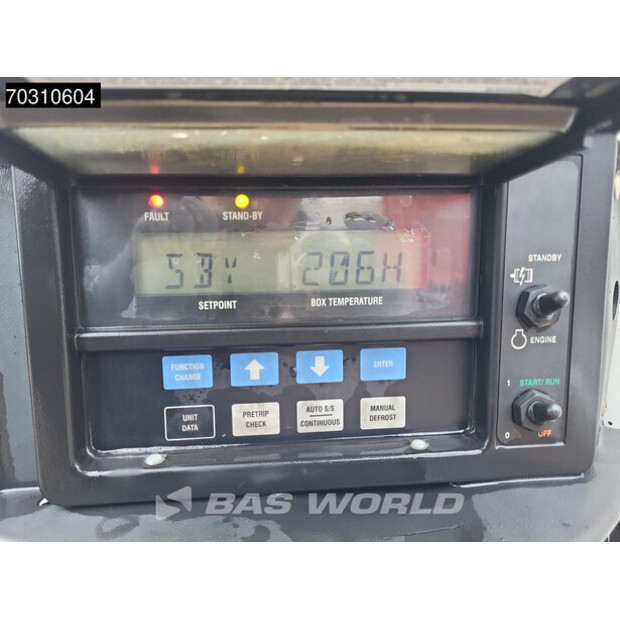 70310604
FAULT
STAND-BY
SBY 206H
SETPOINT
BOX TEMPERATURE
STANDBY
ENGINE
FUNCTION
CHANGE
ENTER
UNIT
DATA
PRETRIP
CHECK
AUTO S/S
CONTINUOUS
MANUAL
DEFROST
1 START/RUN
0 OFF
BAS WORLD